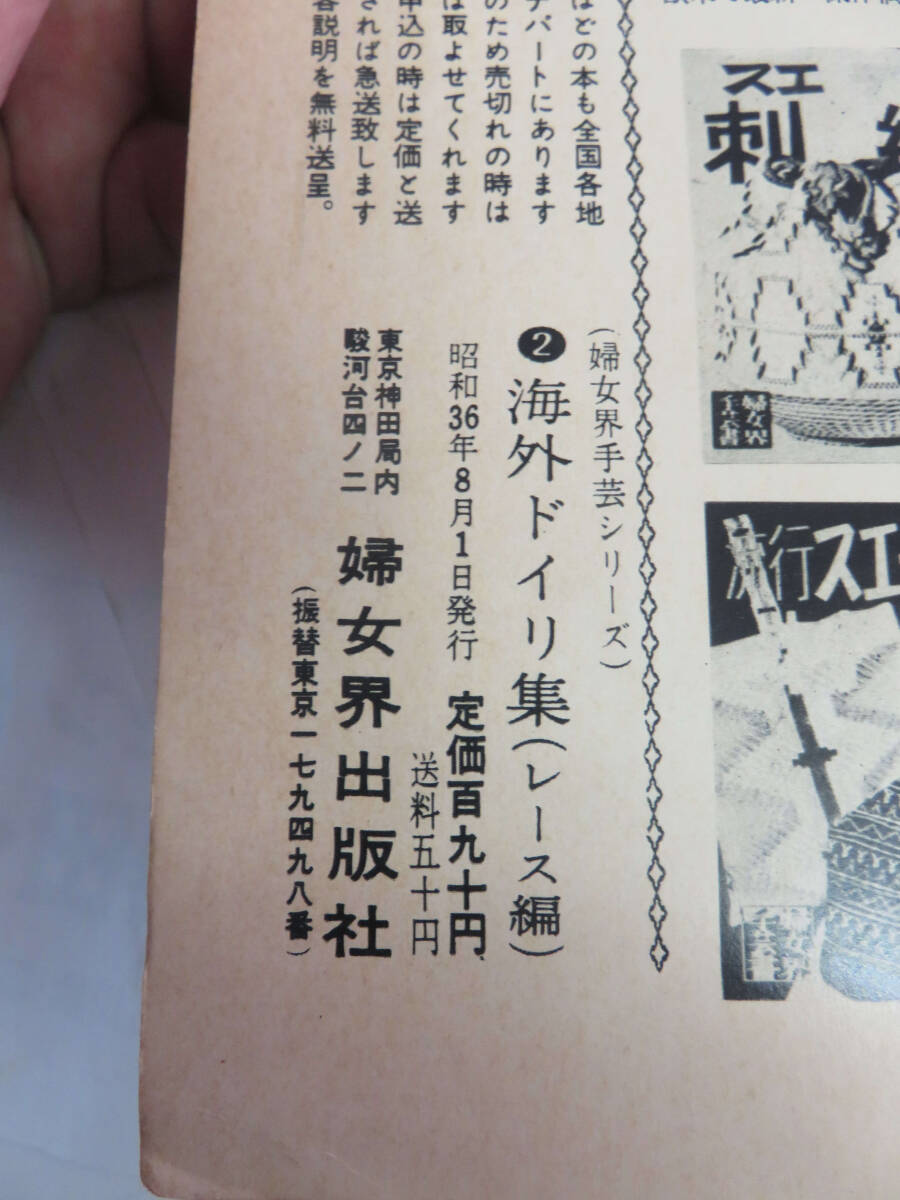 スエ
刺
婦女界
流行スエ
はどの本も全国各地
デパートにあります
のため売切れの時は
は取よせてくれます
申込の時は定価と送
されば急送致します
容説明を無料送呈。
(婦女界手芸シリーズ)
❷海外ドイリ集(レース編)
昭和36年8月1日発行 定価百九十円
送料五十円
東京神田局内
駿河台四ノ二
婦女界出版社
(振替東京一七九四九八番)